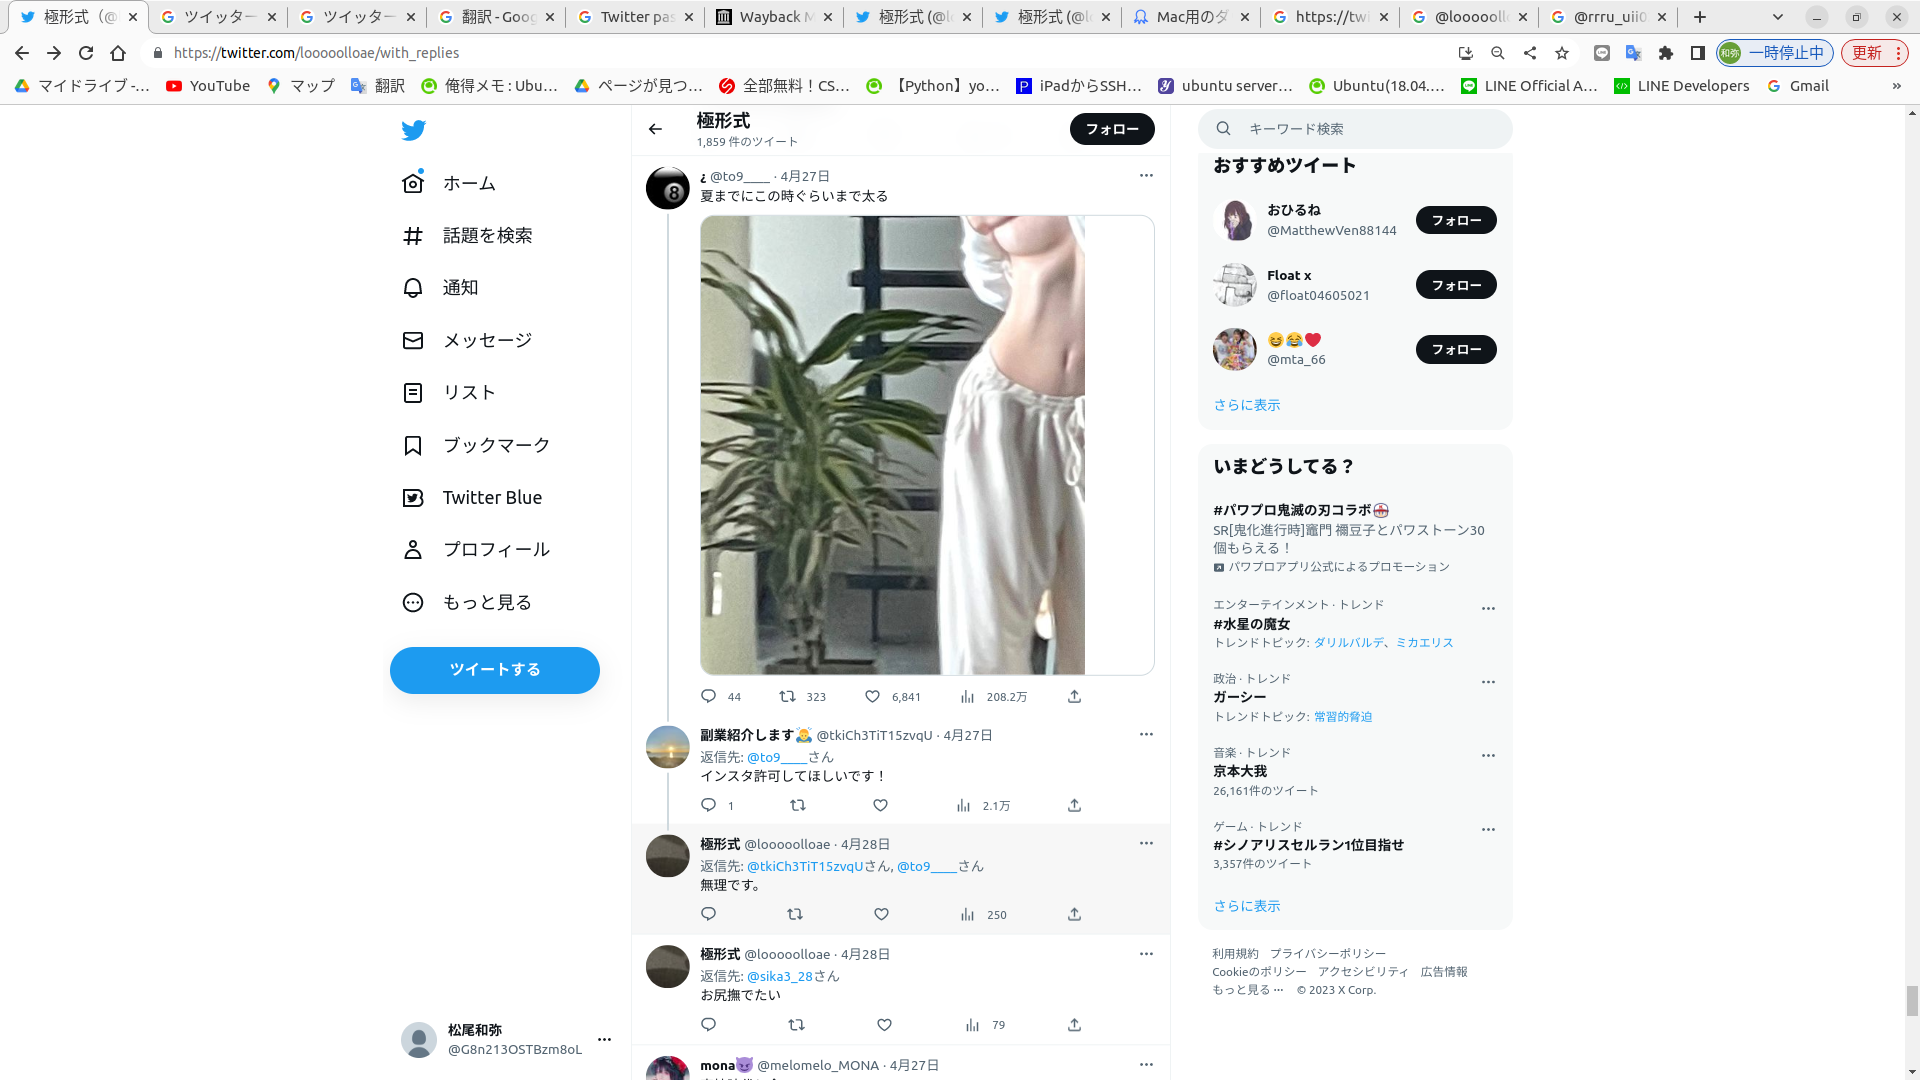 極形式（@l
ツイッター
ツイッター
翻訳 - Goog
Twitter pas
Wayback M
極形式 (@lo
極形式 (@lo
Mac用のダ
https://twi
@looooollo
@rrru_uii0
https://twitter.com/looooolloae/with_replies
和弥 一時停止中
更新
マイドライブ -...
YouTube
マップ
翻訳
俺得メモ : Ubu...
ページが見つ...
全部無料！CS...
【Python】yo...
iPadからSSH...
ubuntu server...
Ubuntu(18.04....
LINE Official A...
LINE Developers
Gmail
»
ホーム
話題を検索
通知
メッセージ
リスト
ブックマーク
Twitter Blue
プロフィール
もっと見る
ツイートする
松尾和弥
@G8n213OSTBzm8oL
極形式
1,859 件のツイート
フォロー
¿ @to9____ · 4月27日
夏までにこの時ぐらいまで太る
44 323 6,841 208.2万
副業紹介します🙇 @tkiCh3TiT15zvqU · 4月27日
返信先: @to9____さん
インスタ許可してほしいです！
1 2.1万
極形式 @looooolloae · 4月28日
返信先: @tkiCh3TiT15zvqUさん, @to9____さん
無理です。
250
極形式 @looooolloae · 4月28日
返信先: @sika3_28さん
お尻撫でたい
79
mona😈 @melomelo_MONA · 4月27日
キーワード検索
おすすめツイート
おひるね
@MatthewVen88144
フォロー
Float x
@float04605021
フォロー
😆😂❤️
@mta_66
フォロー
さらに表示
いまどうしてる？
#パワプロ鬼滅の刃コラボ
SR[鬼化進行時]竈門 禰豆子とパワストーン30
個もらえる！
パワプロアプリ公式によるプロモーション
エンターテインメント · トレンド
#水星の魔女
トレンドトピック: ダリルバルデ、ミカエリス
政治 · トレンド
ガーシー
トレンドトピック: 常習的脅迫
音楽 · トレンド
京本大我
26,161件のツイート
ゲーム · トレンド
#シノアリスセルラン1位目指せ
3,357件のツイート
さらに表示
利用規約 プライバシーポリシー
Cookieのポリシー アクセシビリティ 広告情報
もっと見る ··· © 2023 X Corp.